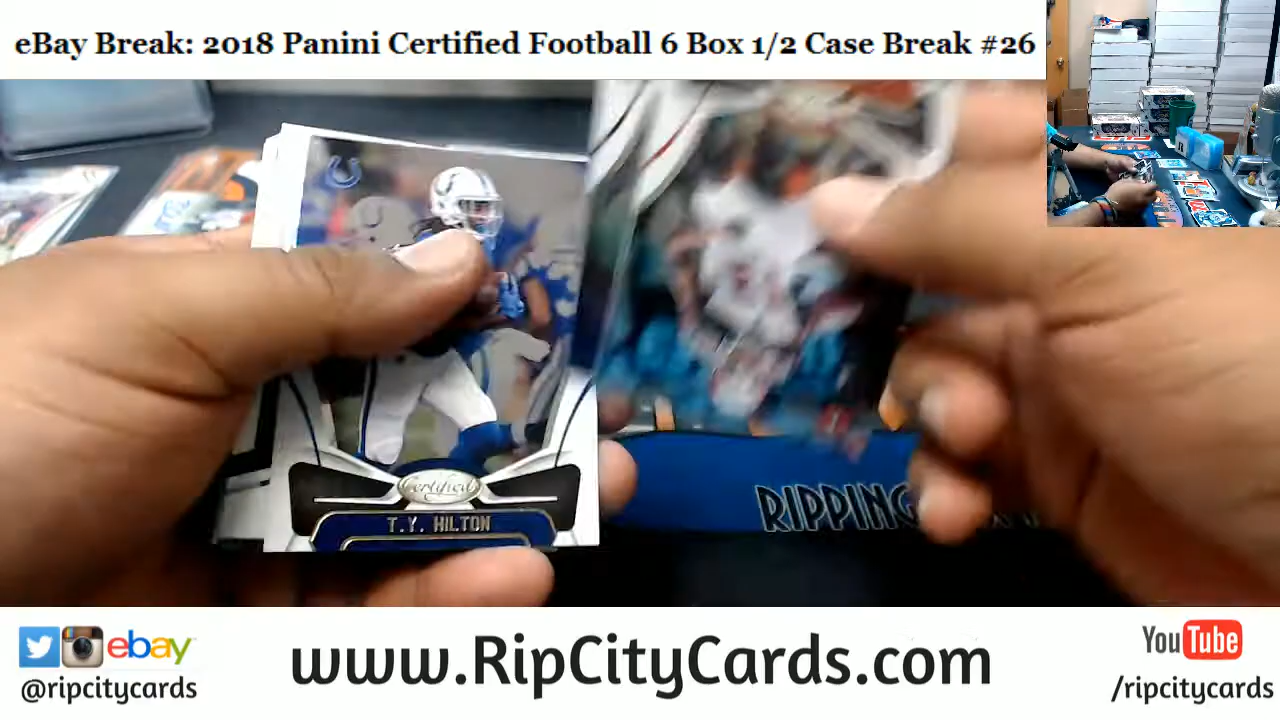 eBay Break: 2018 Panini Certified Football 6 Box 1/2 Case Break #26
Certified
T.Y. HILTON
RIPPING
ebay
@ripcitycards
www.RipCityCards.com
YouTube
/ripcitycards